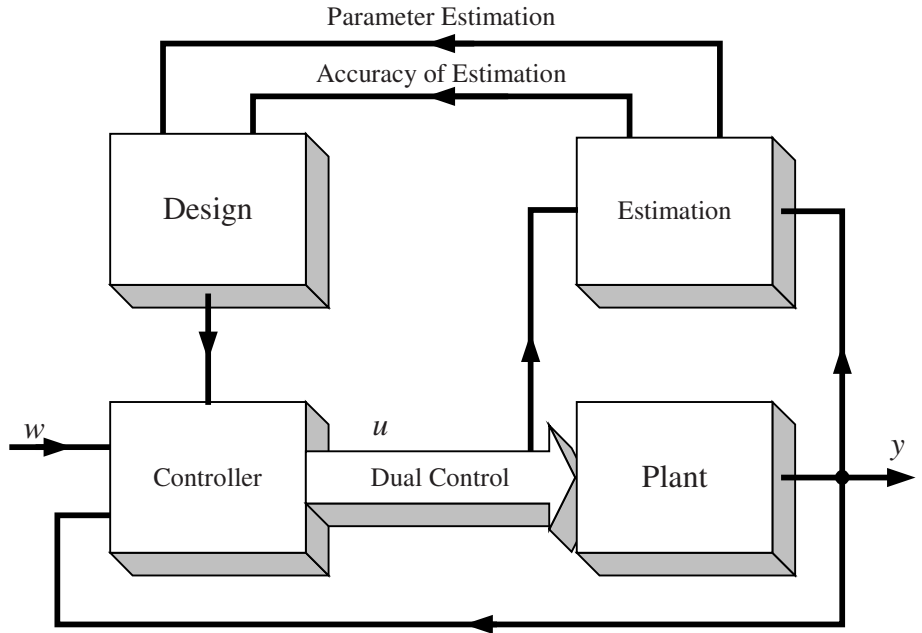 Parameter Estimation
Accuracy of Estimation
Design
Estimation
w
u
y
Controller
Dual Control
Plant